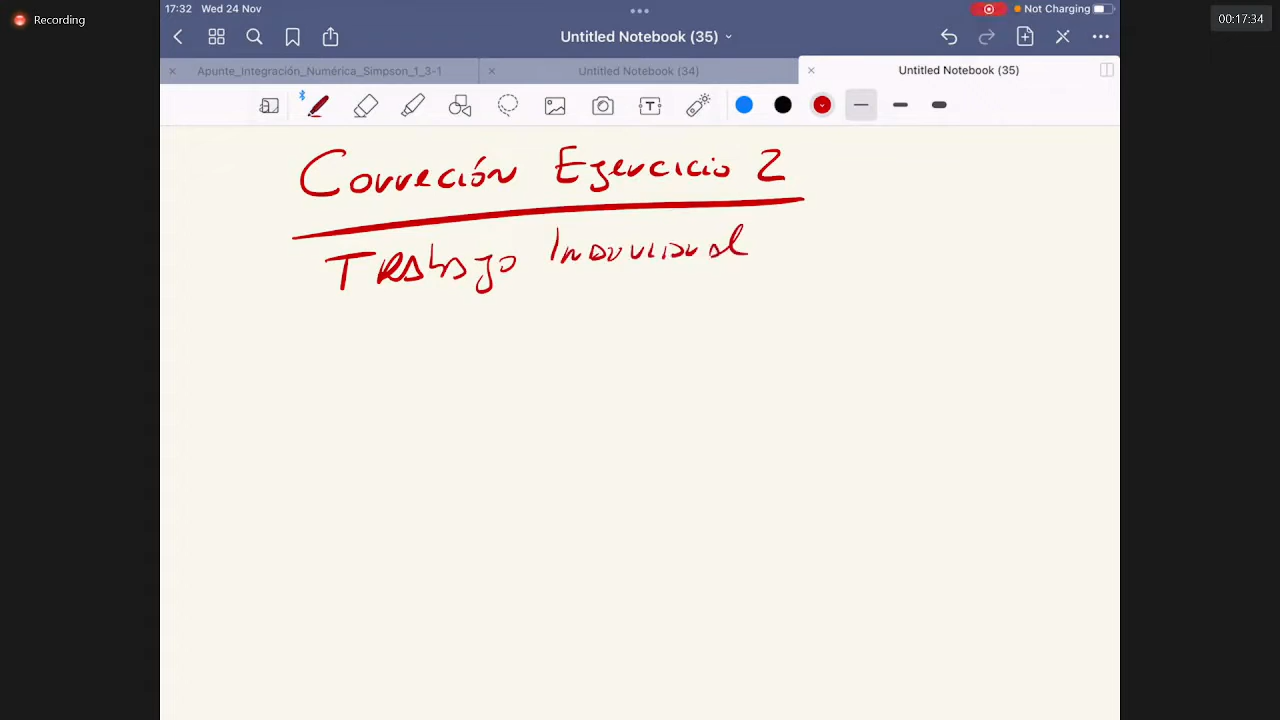 Recording
17:32 Wed 24 Nov
Not Charging
00:17:34
Untitled Notebook (35)
Apunte_Integración_Numérica_Simpson_1_3-1
Untitled Notebook (34)
Untitled Notebook (35)
T
Correción Ejercicio 2
Trabajo Individual